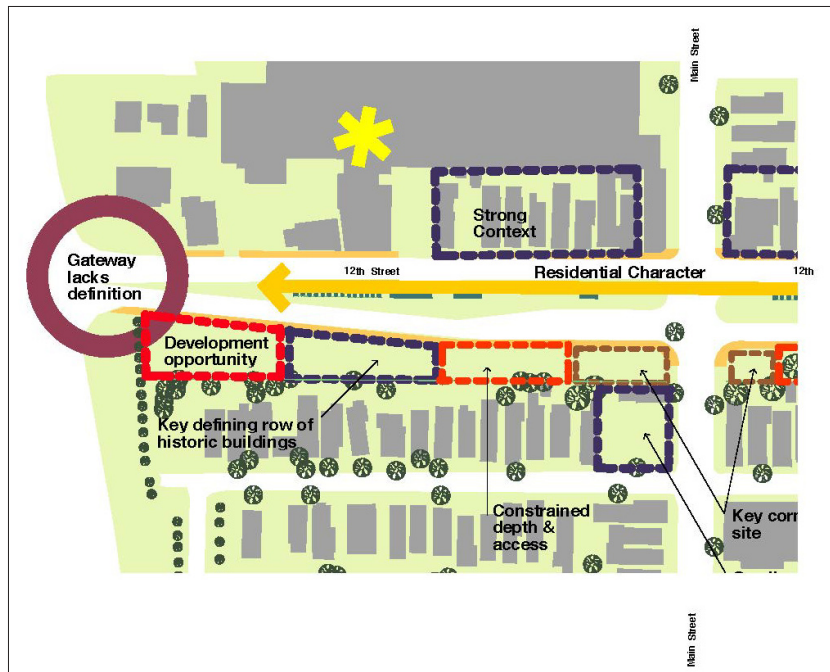 Main Street
Strong
Context
Gateway
lacks
definition
12th Street
Residential Character
12th
Development
opportunity
Key defining row of
historic buildings
Constrained
depth &
access
Key corn
site
Main Street